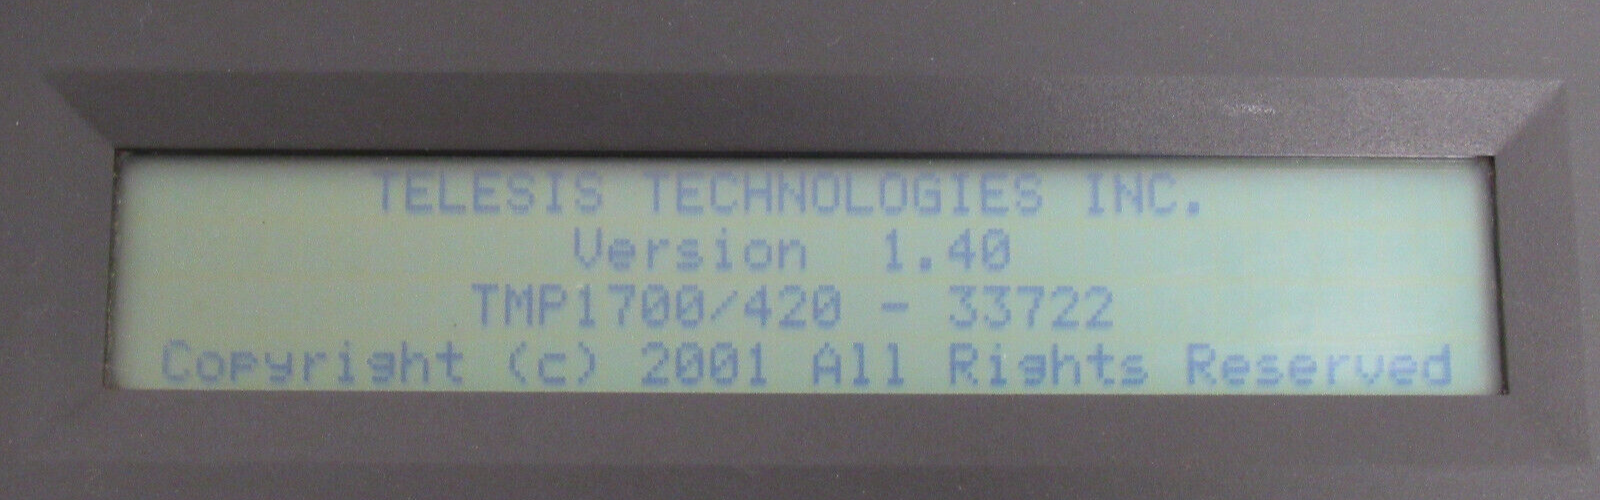 TELESIS TECHNOLOGIES INC.
Version 1.40
TMP1700/420 - 33722
Copyright (c) 2001 All Rights Reserved